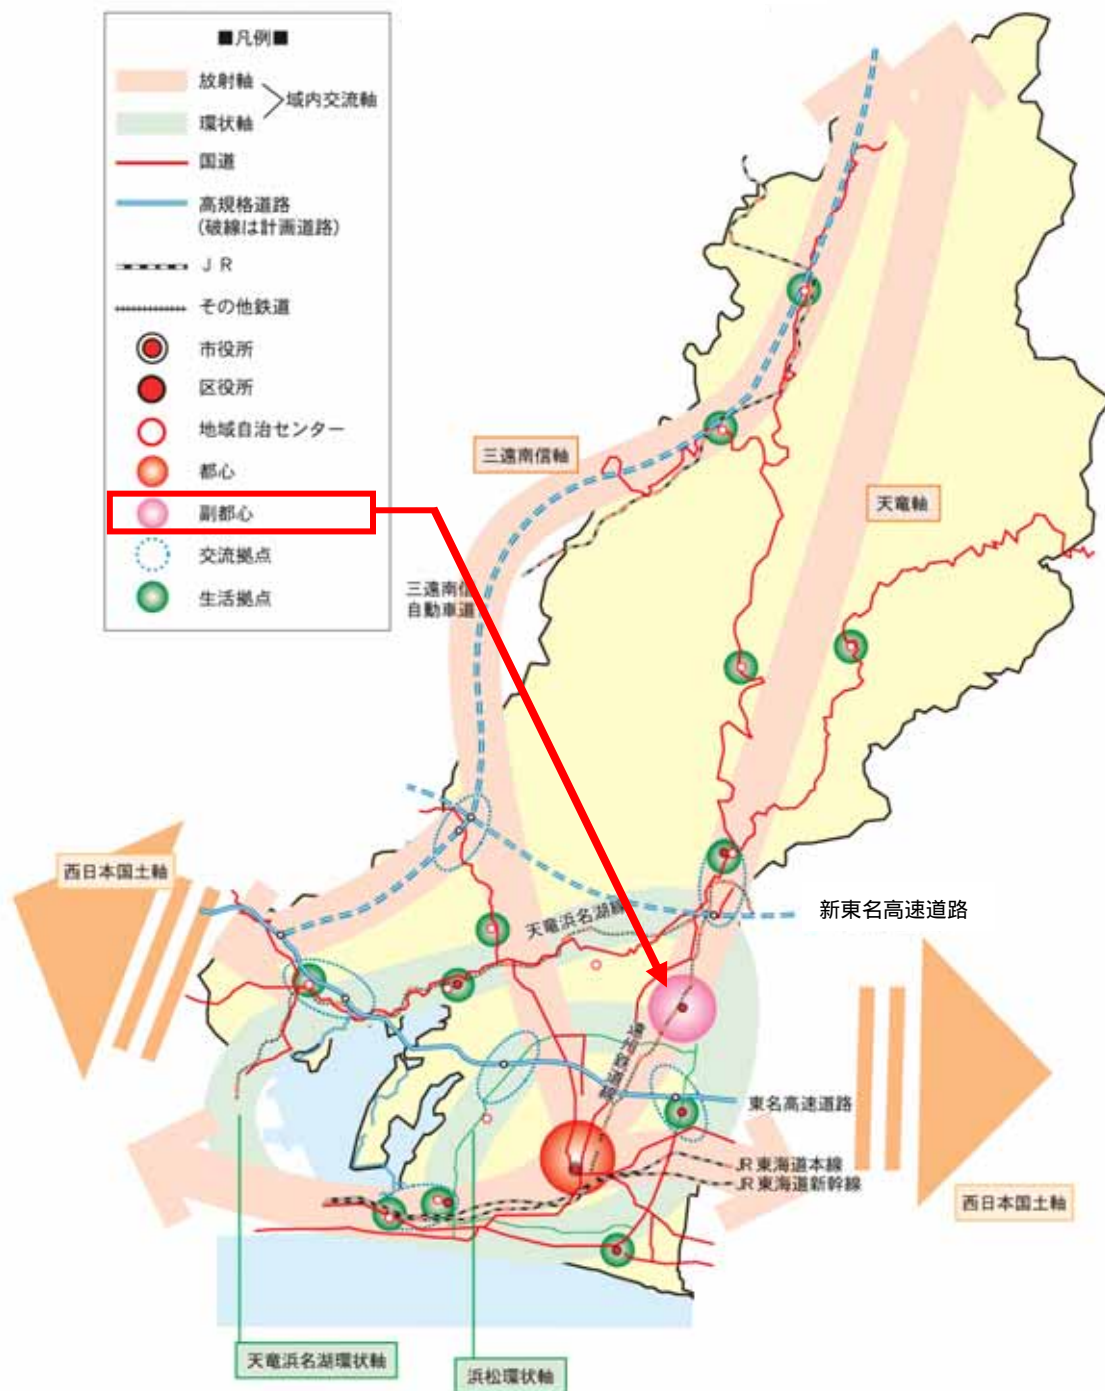 ■凡例■
放射軸
域内交流軸
環状軸
国道
高規格道路
(破線は計画道路)
ＪＲ
その他鉄道
市役所
区役所
地域自治センター
都心
副都心
交流拠点
生活拠点
三遠南信軸
天竜軸
三遠南信
自動車道
西日本国土軸
天竜浜名湖線
新東名高速道路
遠州鉄道線
東名高速道路
JR東海道本線
JR東海道新幹線
西日本国土軸
天竜浜名湖環状軸
浜松環状軸